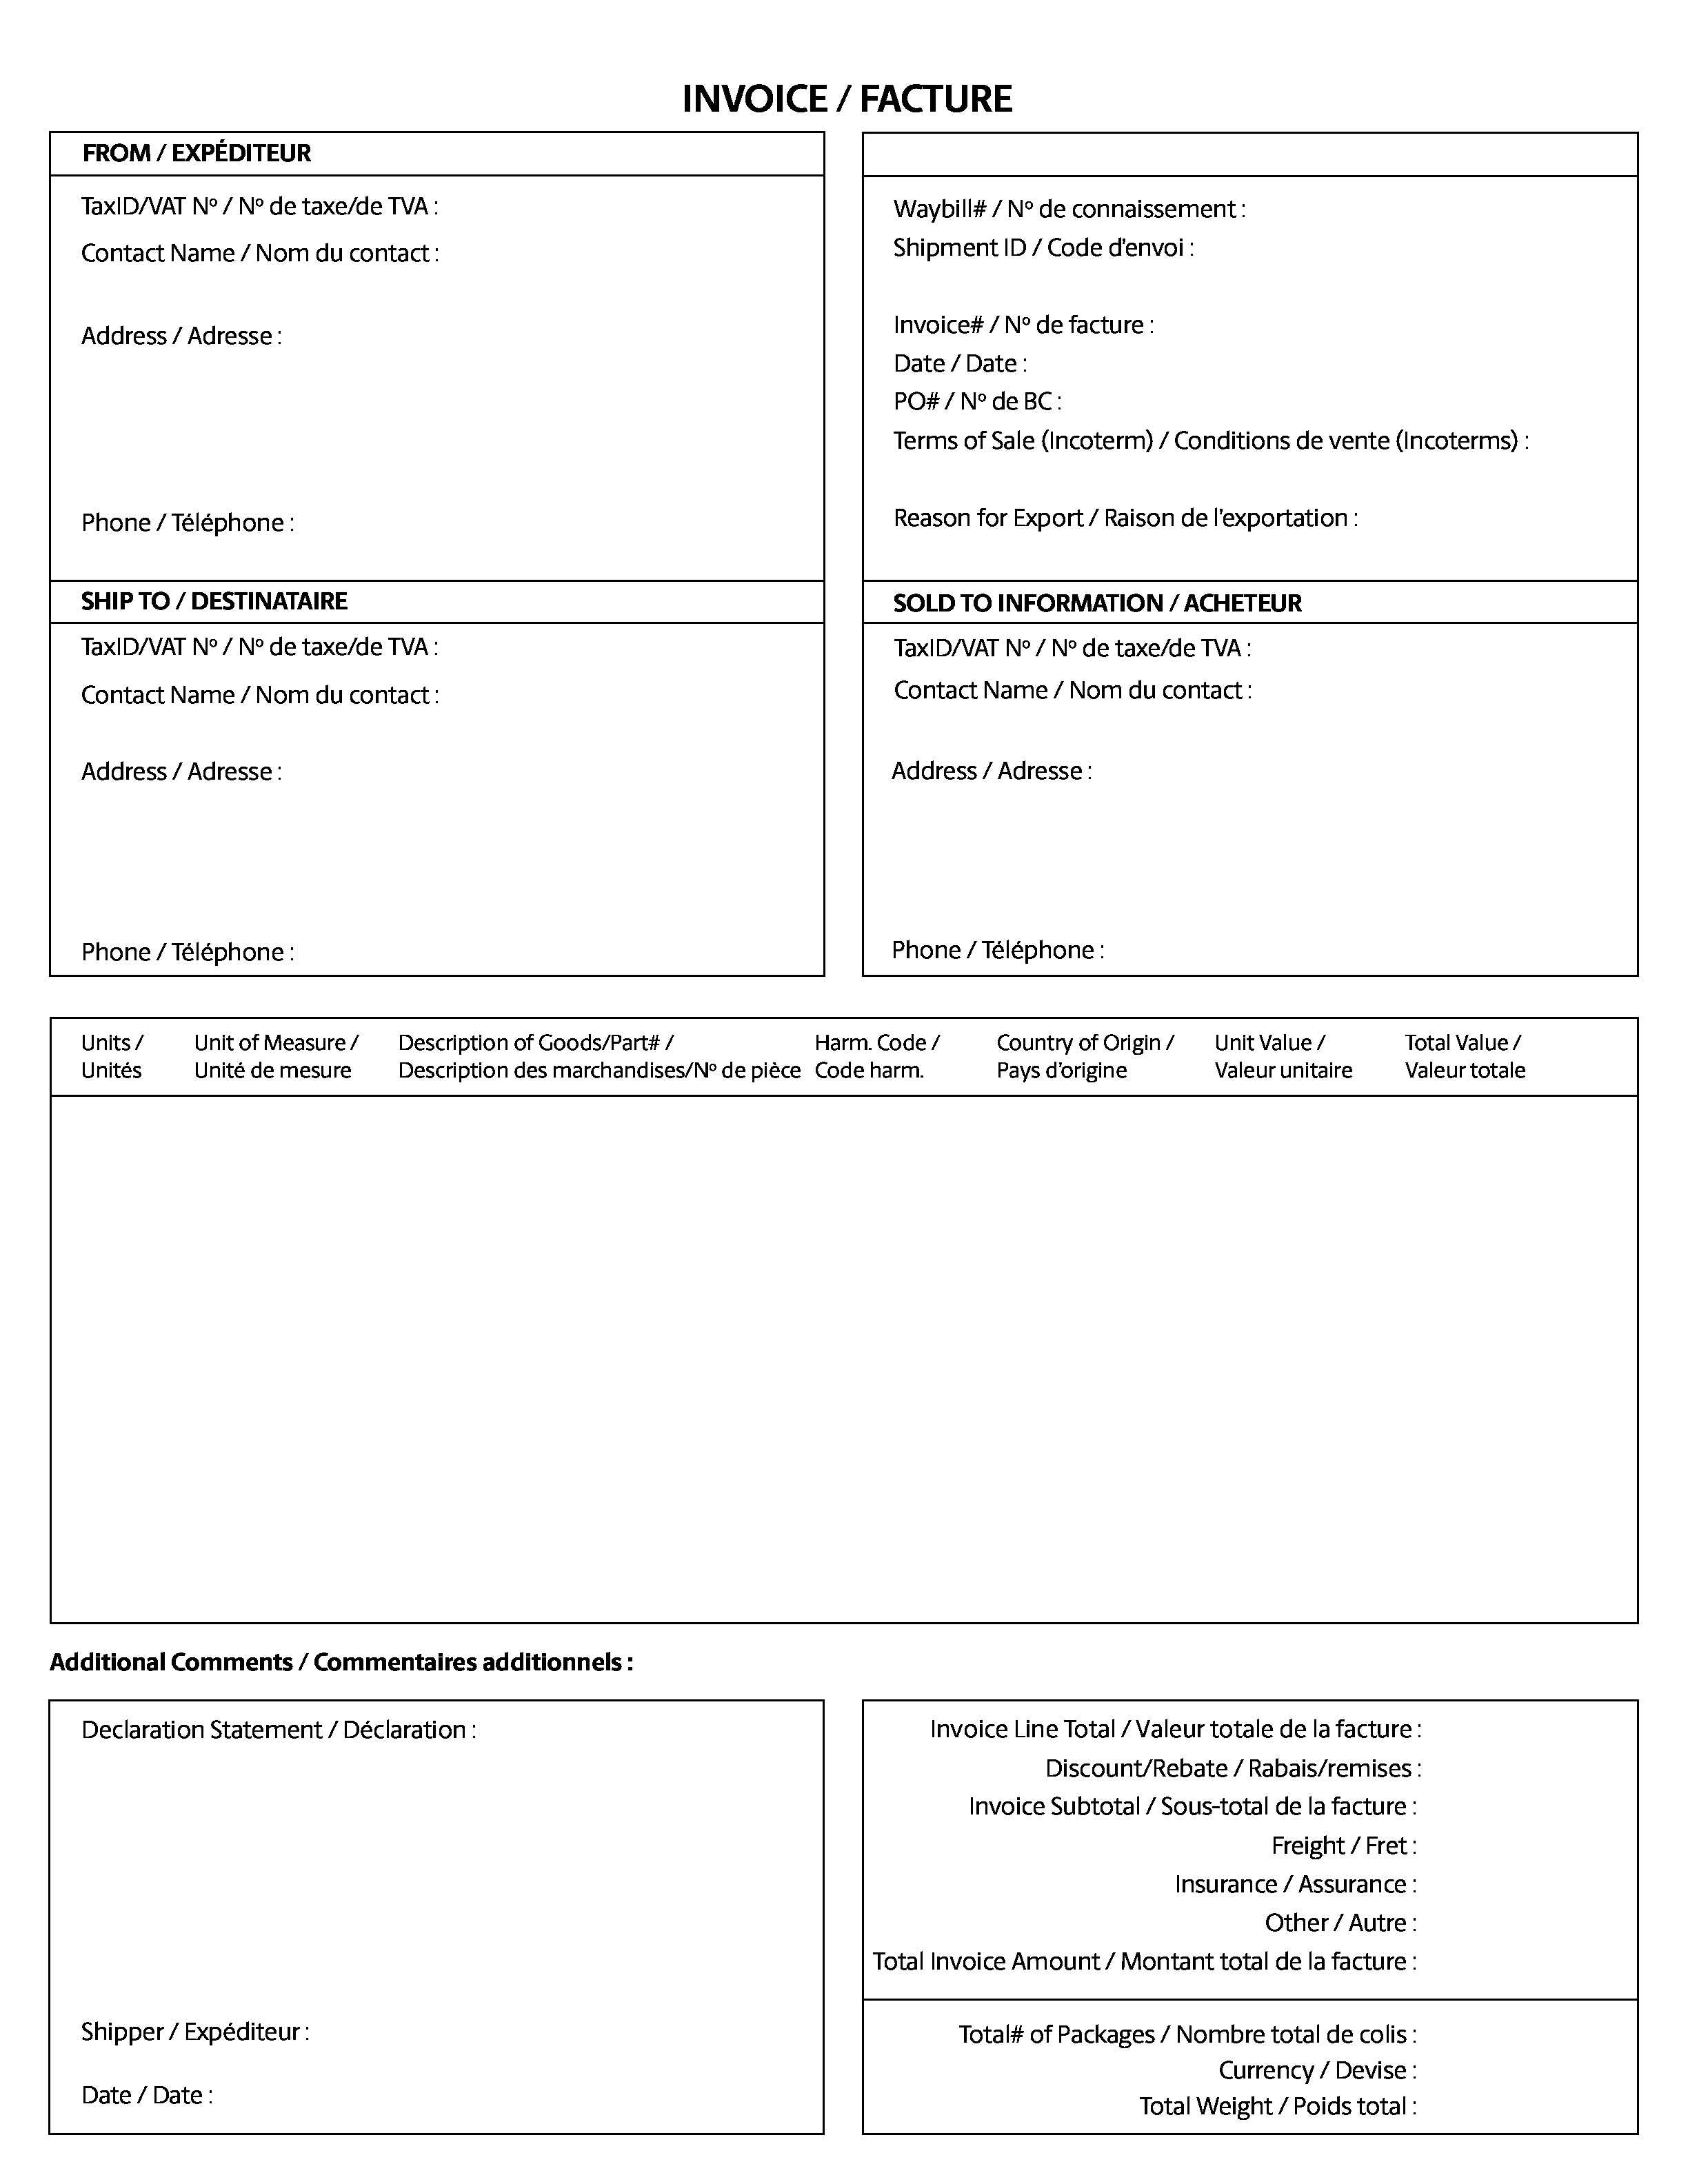 INVOICE / FACTURE
FROM / EXPÉDITEUR
TaxID/VAT Nº / Nº de taxe/de TVA :
Contact Name / Nom du contact :
Address / Adresse :
Phone / Téléphone :
Waybill# / Nº de connaissement :
Shipment ID / Code d’envoi :
Invoice# / Nº de facture :
Date / Date :
PO# / Nº de BC :
Terms of Sale (Incoterm) / Conditions de vente (Incoterms) :
Reason for Export / Raison de l’exportation :
SHIP TO / DESTINATAIRE
TaxID/VAT Nº / Nº de taxe/de TVA :
Contact Name / Nom du contact :
Address / Adresse :
Phone / Téléphone :
SOLD TO INFORMATION / ACHETEUR
TaxID/VAT Nº / Nº de taxe/de TVA :
Contact Name / Nom du contact :
Address / Adresse :
Phone / Téléphone :
Units / Unit of Measure / Description of Goods/Part# / Harm. Code / Country of Origin / Unit Value / Total Value /
Unités Unité de mesure Description des marchandises/Nº de pièce Code harm. Pays d’origine Valeur unitaire Valeur totale
Additional Comments / Commentaires additionnels :
Declaration Statement / Déclaration :
Shipper / Expéditeur :
Date / Date :
Invoice Line Total / Valeur totale de la facture :
Discount/Rebate / Rabais/remises :
Invoice Subtotal / Sous-total de la facture :
Freight / Fret :
Insurance / Assurance :
Other / Autre :
Total Invoice Amount / Montant total de la facture :
Total# of Packages / Nombre total de colis :
Currency / Devise :
Total Weight / Poids total :